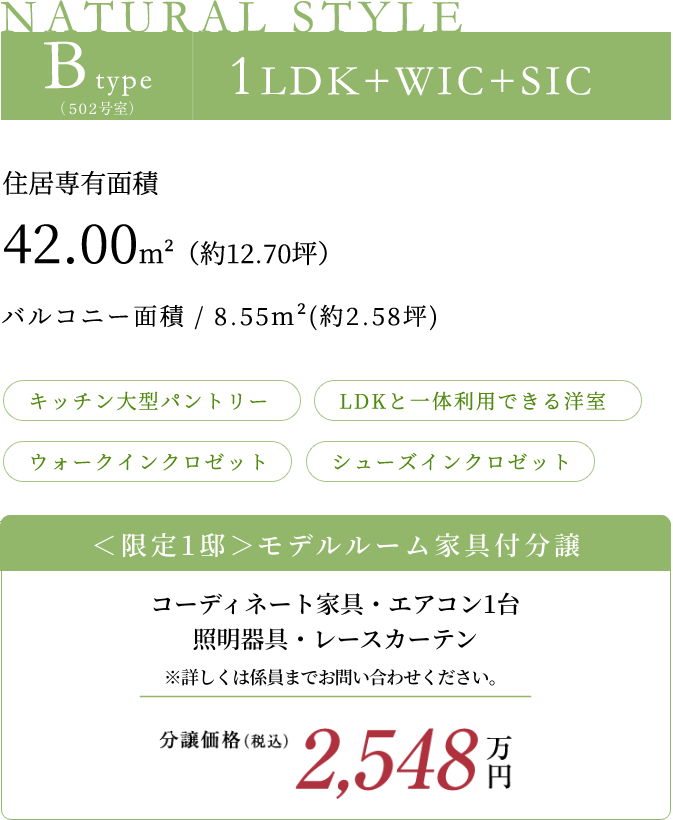 NATURAL STYLE
B type
（502号室）
1LDK+WIC+SIC
住居専有面積
42.00m²（約12.70坪）
バルコニー面積 / 8.55m²(約2.58坪)
キッチン大型パントリー
LDKと一体利用できる洋室
ウォークインクロゼット
シューズインクロゼット
＜限定1邸＞モデルルーム家具付分譲
コーディネート家具・エアコン1台
照明器具・レースカーテン
※詳しくは係員までお問い合わせください。
分譲価格(税込) 2,548万円